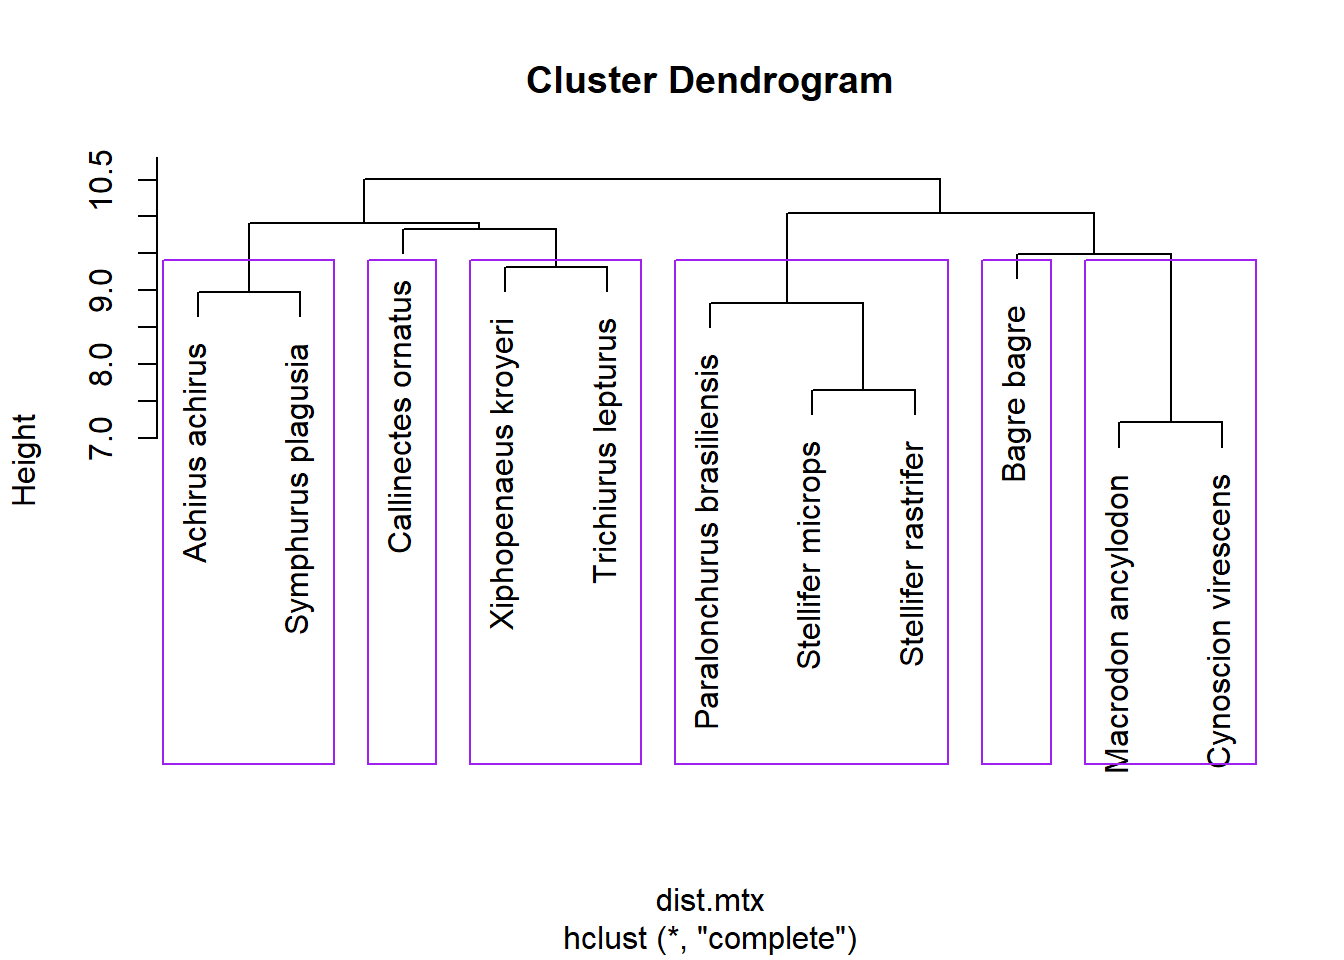 Cluster Dendrogram
Height
10.5
9.0
8.0
7.0
Achirus achirus
Symphurus plagusia
Callinectes ornatus
Xiphopenaeus kroyeri
Trichiurus lepturus
Paralonchurus brasiliensis
Stellifer microps
Stellifer rastrifer
Bagre bagre
Macrodon ancylodon
Cynoscion virescens
dist.mtx
hclust (*, "complete")